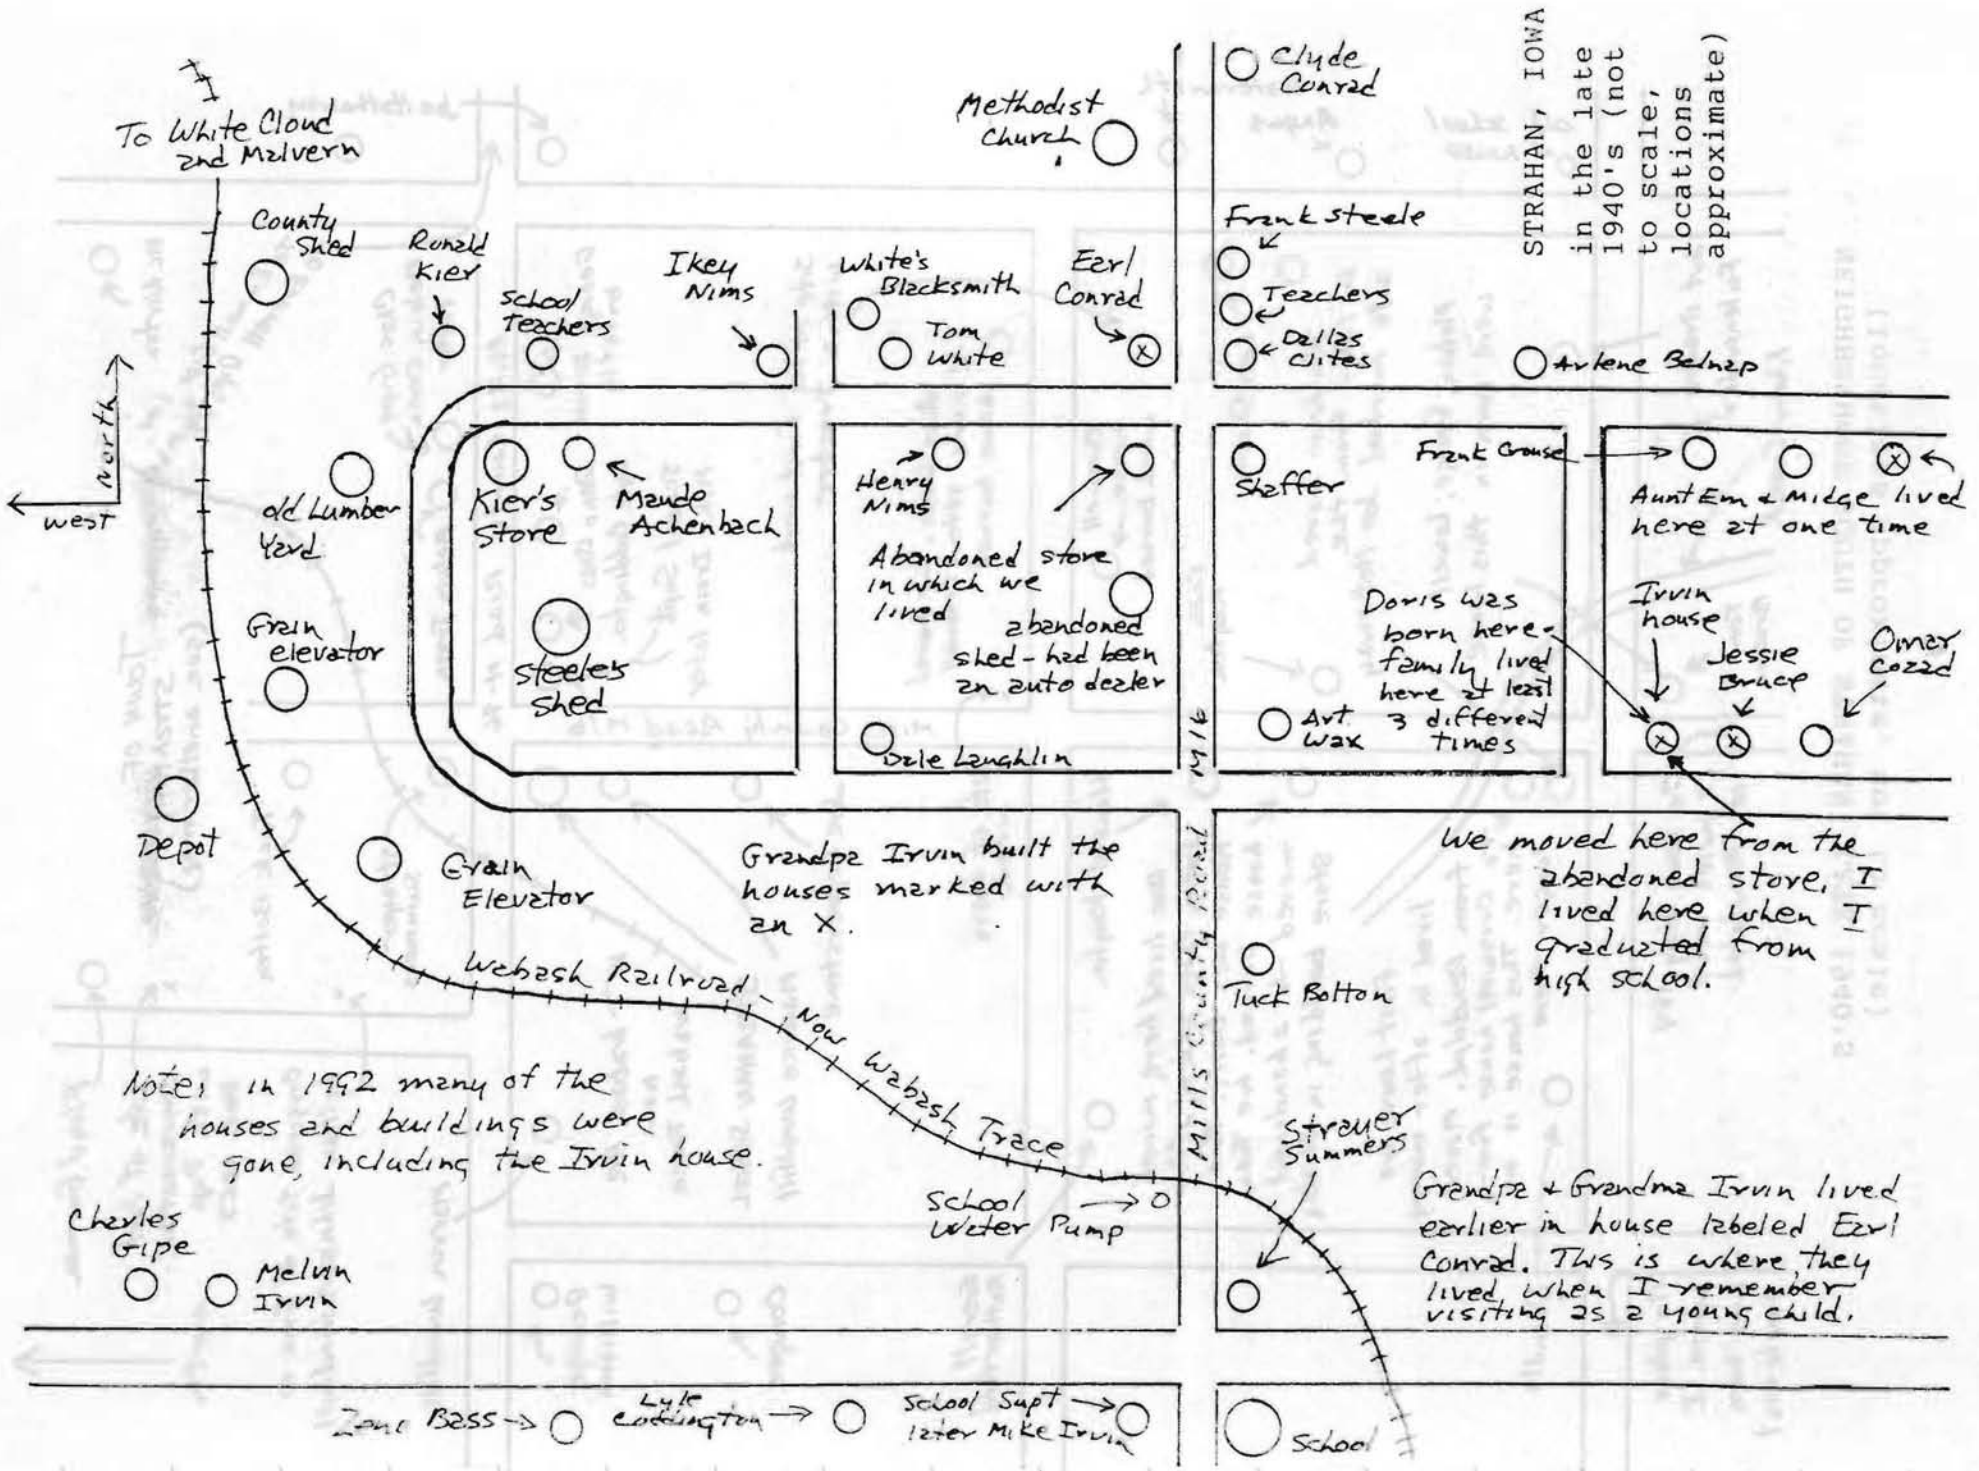 STRAHAN, IOWA
in the late
1940's (not
to scale,
locations
approximate)
To White Cloud
and Malvern
Methodist
Church
Clyde
Conrad
County
Shed
Ronald
Kier
School
Teachers
Ikey
Nims
White's
Blacksmith
Tom
White
Earl
Conrad
x
Frank Steele
Teachers
Dallas
Clites
Arlene Belnap
North
West
old Lumber
Yard
Kier's
Store
Maude
Achenbach
Henry
Nims
Abandoned store
in which we
lived
abandoned
shed - had been
an auto dealer
Shaffer
Frank Crouse
x
Aunt Em & Midge lived
here at one time
Grain
elevator
Steele's
Shed
Dale Laughlin
Art
Wax
Doris was
born here -
family lived
here at least
3 different
times
Irvin
house
Jessie
Bruce
Omar
Cozad
x
x
Depot
Grain
Elevator
Grandpa Irvin built the
houses marked with
an X.
Mills County Road M16
We moved here from the
abandoned store. I
lived here when I
graduated from
high school.
Wabash Railroad - Now Wabash Trace
Tuck Bolton
Note: in 1992 many of the
houses and buildings were
gone, including the Irvin house.
Strayer
Summers
School
Water Pump
Charles
Gipe
Melvin
Irvin
Grandpa & Grandma Irvin lived
earlier in house labeled Earl
Conrad. This is where they
lived when I remember
visiting as a young child.
Bass
Lyle
Coddington
School Supt
later Mike Irvin
School